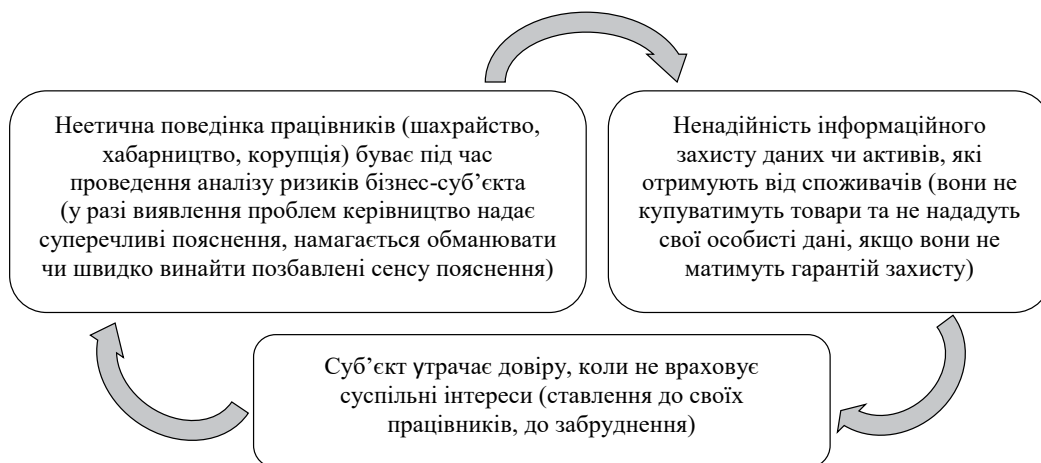 Неетична поведінка працівників (шахрайство,
хабарництво, корупція) буває під час
проведення аналізу ризиків бізнес-суб’єкта
(у разі виявлення проблем керівництво надає
суперечливі пояснення, намагається обманювати
чи швидко винайти позбавлені сенсу пояснення)
Ненадійність інформаційного
захисту даних чи активів, які
отримують від споживачів (вони не
купуватимуть товари та не нададуть
свої особисті дані, якщо вони не
матимуть гарантій захисту)
Суб’єкт утрачає довіру, коли не враховує
суспільні інтереси (ставлення до своїх
працівників, до забруднення)